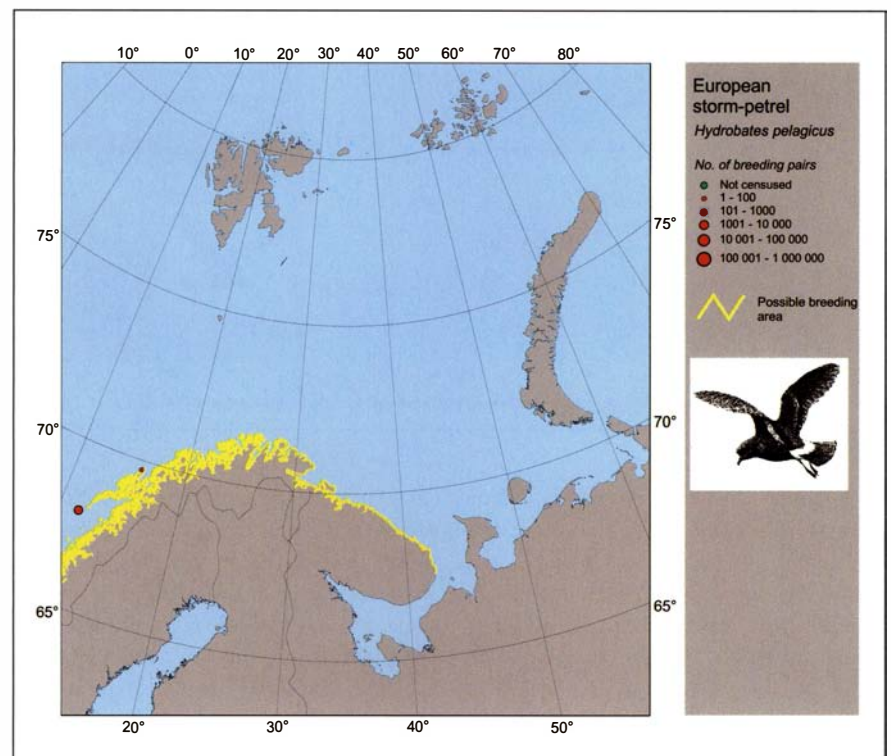 10° 0° 10° 20° 30° 40° 50° 60° 70° 80°
75° 75°
70° 70°
65° 65°
20° 30° 40° 50°
European
storm-petrel
Hydrobates pelagicus
No. of breeding pairs
Not censused
1 - 100
101 - 1000
1001 - 10 000
10 001 - 100 000
100 001 - 1 000 000
Possible breeding
area